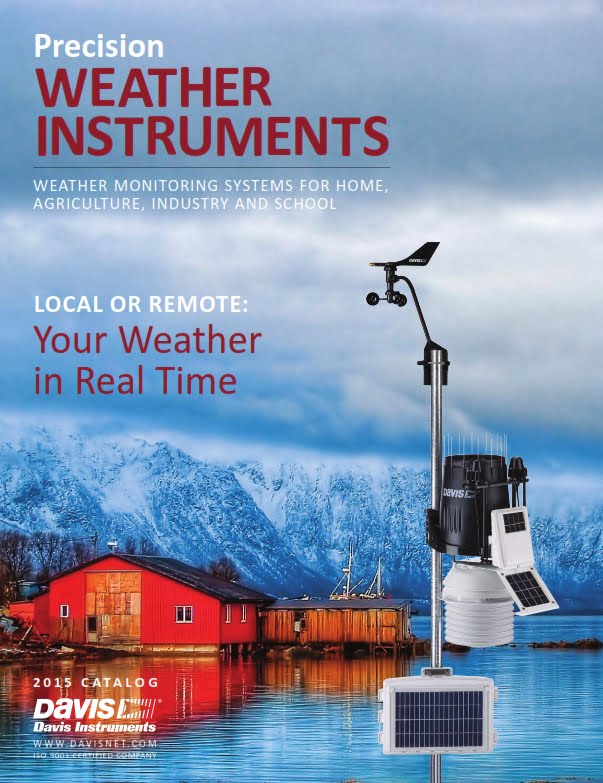 Precision
WEATHER
INSTRUMENTS
WEATHER MONITORING SYSTEMS FOR HOME,
AGRICULTURE, INDUSTRY AND SCHOOL
DAVIS
LOCAL OR REMOTE:
Your Weather
in Real Time
DAVIS
2015 CATALOG
DAVIS
Davis Instruments
WWW.DAVISNET.COM
ISO 9001 CERTIFIED COMPANY